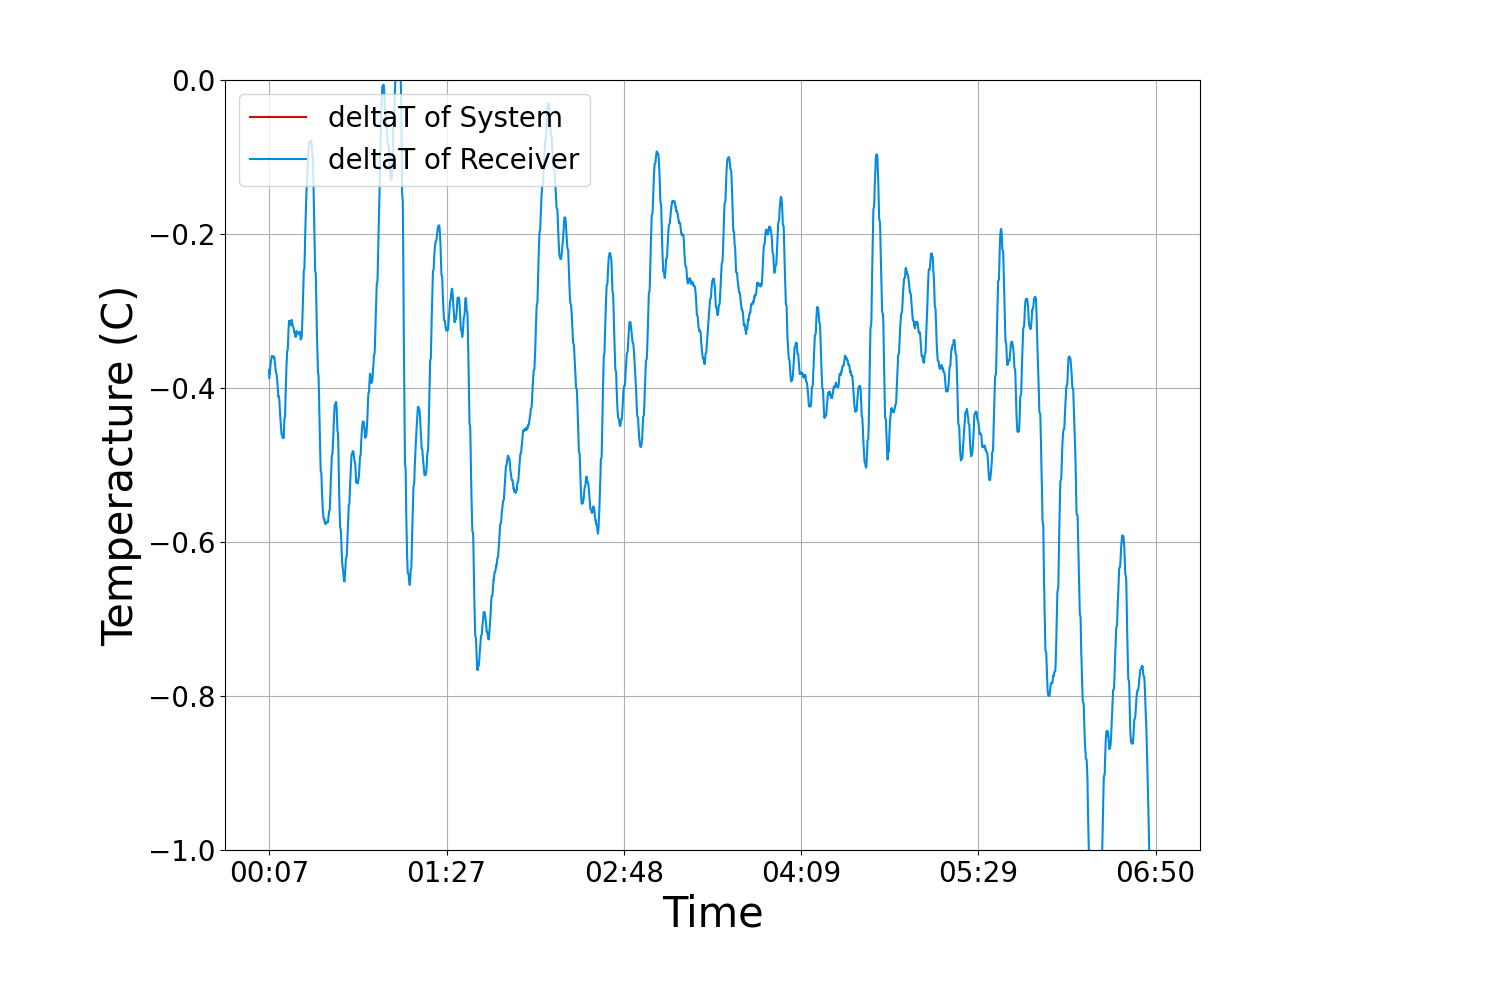 0.0
−0.2
−0.4
−0.6
−0.8
−1.0
Temperacture (C)
deltaT of System
deltaT of Receiver
00:07 01:27 02:48 04:09 05:29 06:50
Time